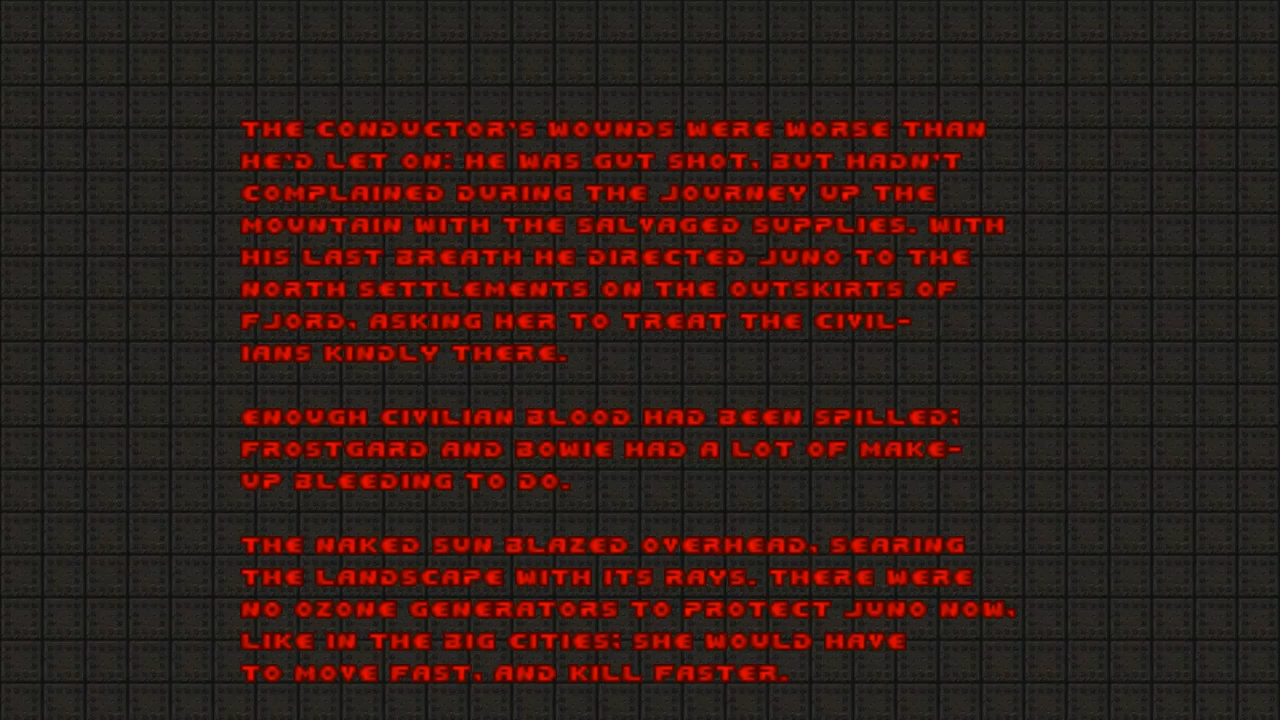 THE CONDUCTOR'S WOUNDS WERE WORSE THAN
HE'D LET ON: HE WAS GUT SHOT, BUT HADN'T
COMPLAINED DURING THE JOURNEY UP THE
MOUNTAIN WITH THE SALVAGED SUPPLIES. WITH
HIS LAST BREATH HE DIRECTED JUNO TO THE
NORTH SETTLEMENTS ON THE OUTSKIRTS OF
FJORD, ASKING HER TO TREAT THE CIVIL-
IANS KINDLY THERE.
ENOUGH CIVILIAN BLOOD HAD BEEN SPILLED;
FROSTGARD AND BOWIE HAD A LOT OF MAKE-
UP BLEEDING TO DO.
THE NAKED SUN BLAZED OVERHEAD, SEARING
THE LANDSCAPE WITH ITS RAYS. THERE WERE
NO OZONE GENERATORS TO PROTECT JUNO NOW,
LIKE IN THE BIG CITIES; SHE WOULD HAVE
TO MOVE FAST, AND KILL FASTER.